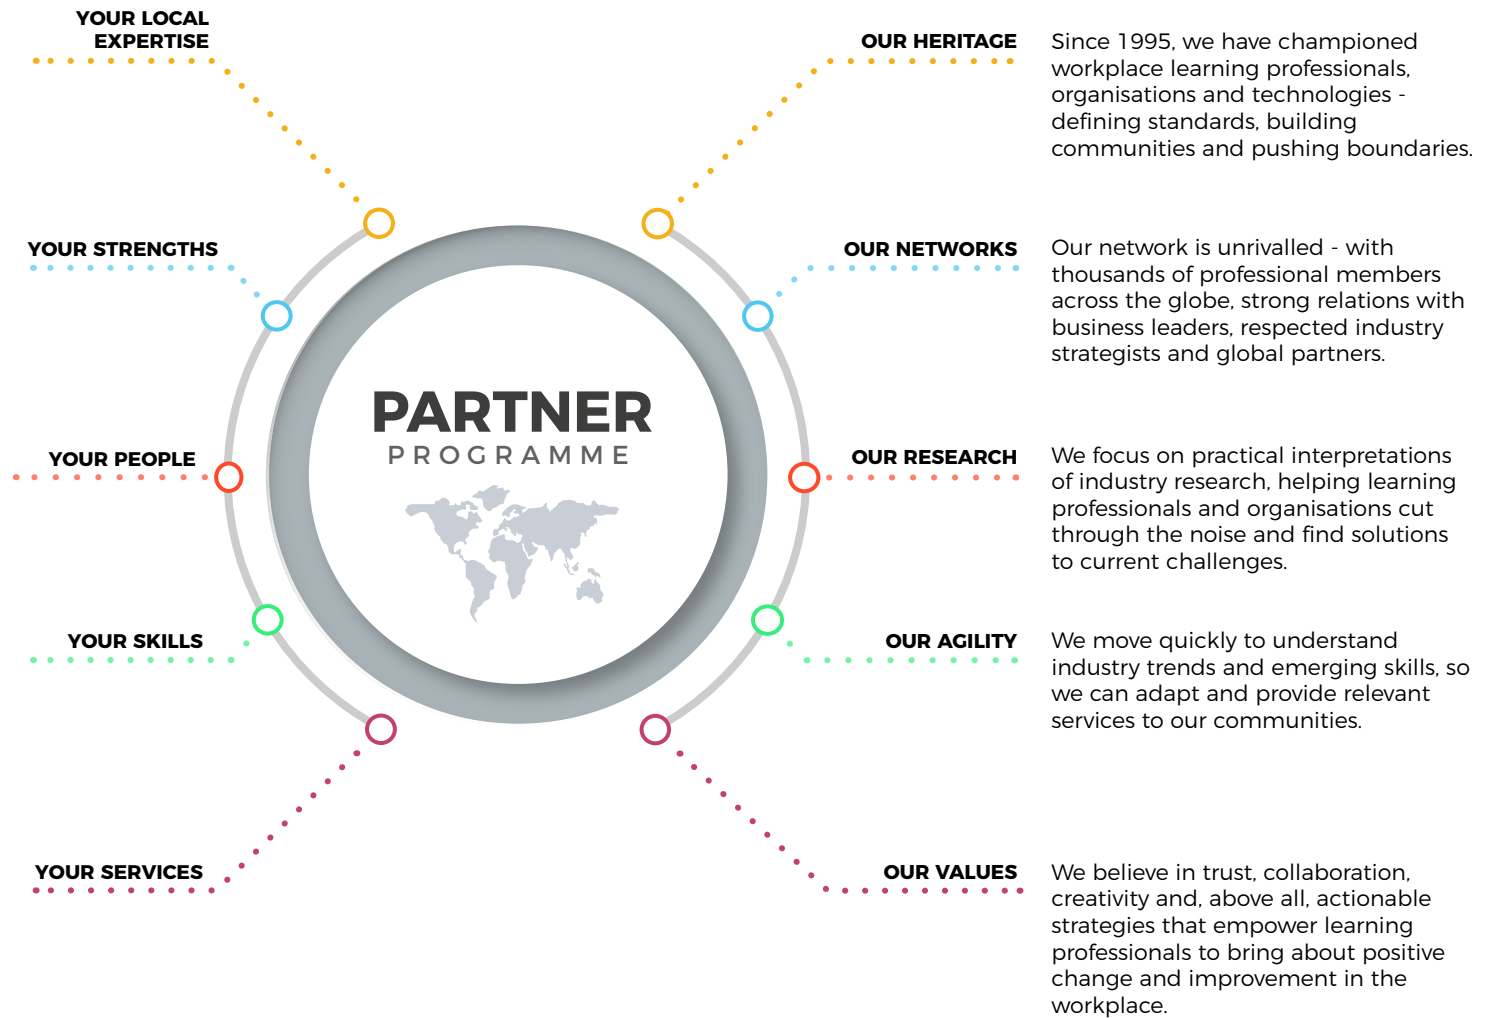 YOUR LOCAL
EXPERTISE
YOUR STRENGTHS
YOUR PEOPLE
YOUR SKILLS
YOUR SERVICES
PARTNER
PROGRAMME
OUR HERITAGE
Since 1995, we have championed
workplace learning professionals,
organisations and technologies -
defining standards, building
communities and pushing boundaries.
OUR NETWORKS
Our network is unrivalled - with
thousands of professional members
across the globe, strong relations with
business leaders, respected industry
strategists and global partners.
OUR RESEARCH
We focus on practical interpretations
of industry research, helping learning
professionals and organisations cut
through the noise and find solutions
to current challenges.
OUR AGILITY
We move quickly to understand
industry trends and emerging skills, so
we can adapt and provide relevant
services to our communities.
OUR VALUES
We believe in trust, collaboration,
creativity and, above all, actionable
strategies that empower learning
professionals to bring about positive
change and improvement in the
workplace.